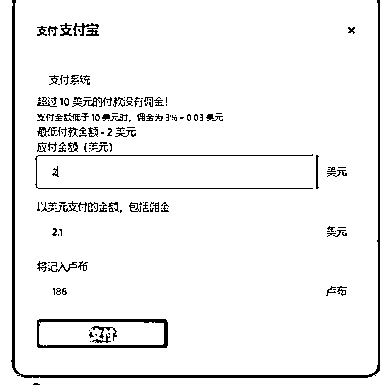 支付 支付宝
×
支付系统
超过 10 美元的付款没有佣金！
支付金额低于 10 美元时，佣金为 3% + 0.03 美元
最低付款金额 - 2 美元
应付金额（美元）
2 美元
以美元支付的金额，包括佣金
2.1 美元
将记入卢布
186 卢布
支付